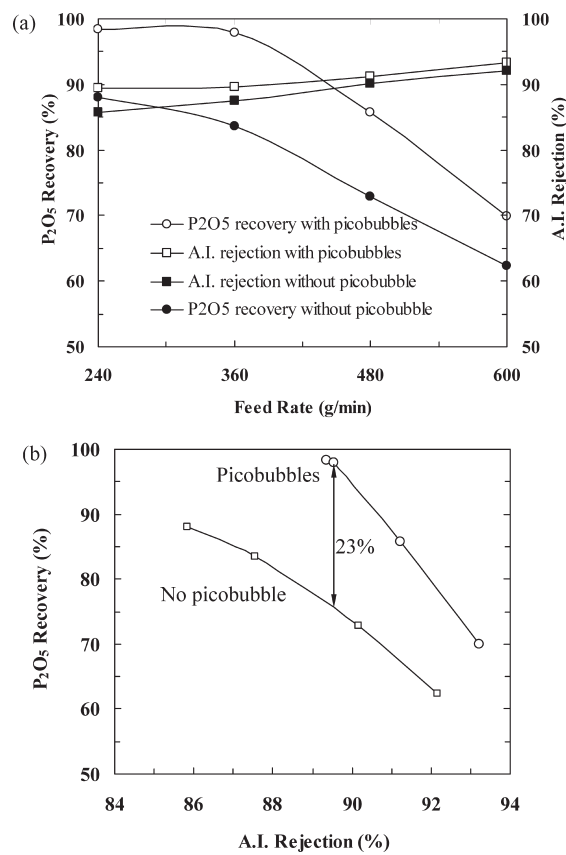 (a)
100
90
80
70
60
50
P2O5 Recovery (%)
100
90
80
70
60
50
A.I. Rejection (%)
P2O5 recovery with picobubbles
A.I. rejection with picobubbles
A.I. rejection without picobubble
P2O5 recovery without picobubble
240 360 480 600
Feed Rate (g/min)
(b)
100
90
80
70
60
50
P2O5 Recovery (%)
Picobubbles
23%
No picobubble
84 86 88 90 92 94
A.I. Rejection (%)